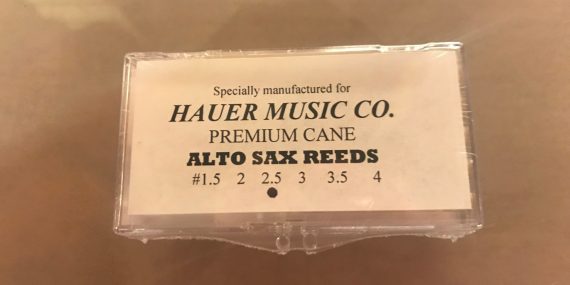 Specially manufactured for
HAUER MUSIC CO.
PREMIUM CANE
ALTO SAX REEDS
#1.5 2 2.5 3 3.5 4